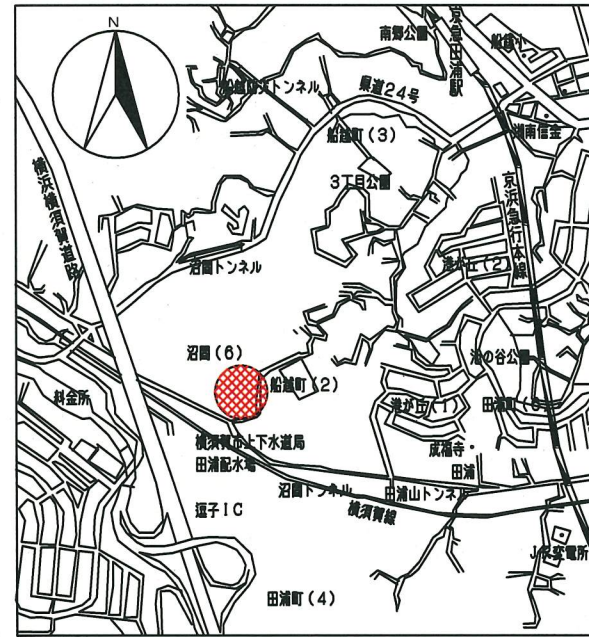 N
南郷公園
京急田浦駅
船越小
県道24号
湘南信金
船越町(3)
3丁目公園
京浜急行本線
横浜横須賀道路
沼間トンネル
港が丘(2)
沼間(6)
船越町(2)
港の谷公園
料金所
港が丘(1)
田浦町(5)
横須賀市上下水道局
田浦配水場
成福寺・
田浦
沼間トンネル
田浦山トンネル
逗子IC
横須賀線
JR変電所
田浦町(4)